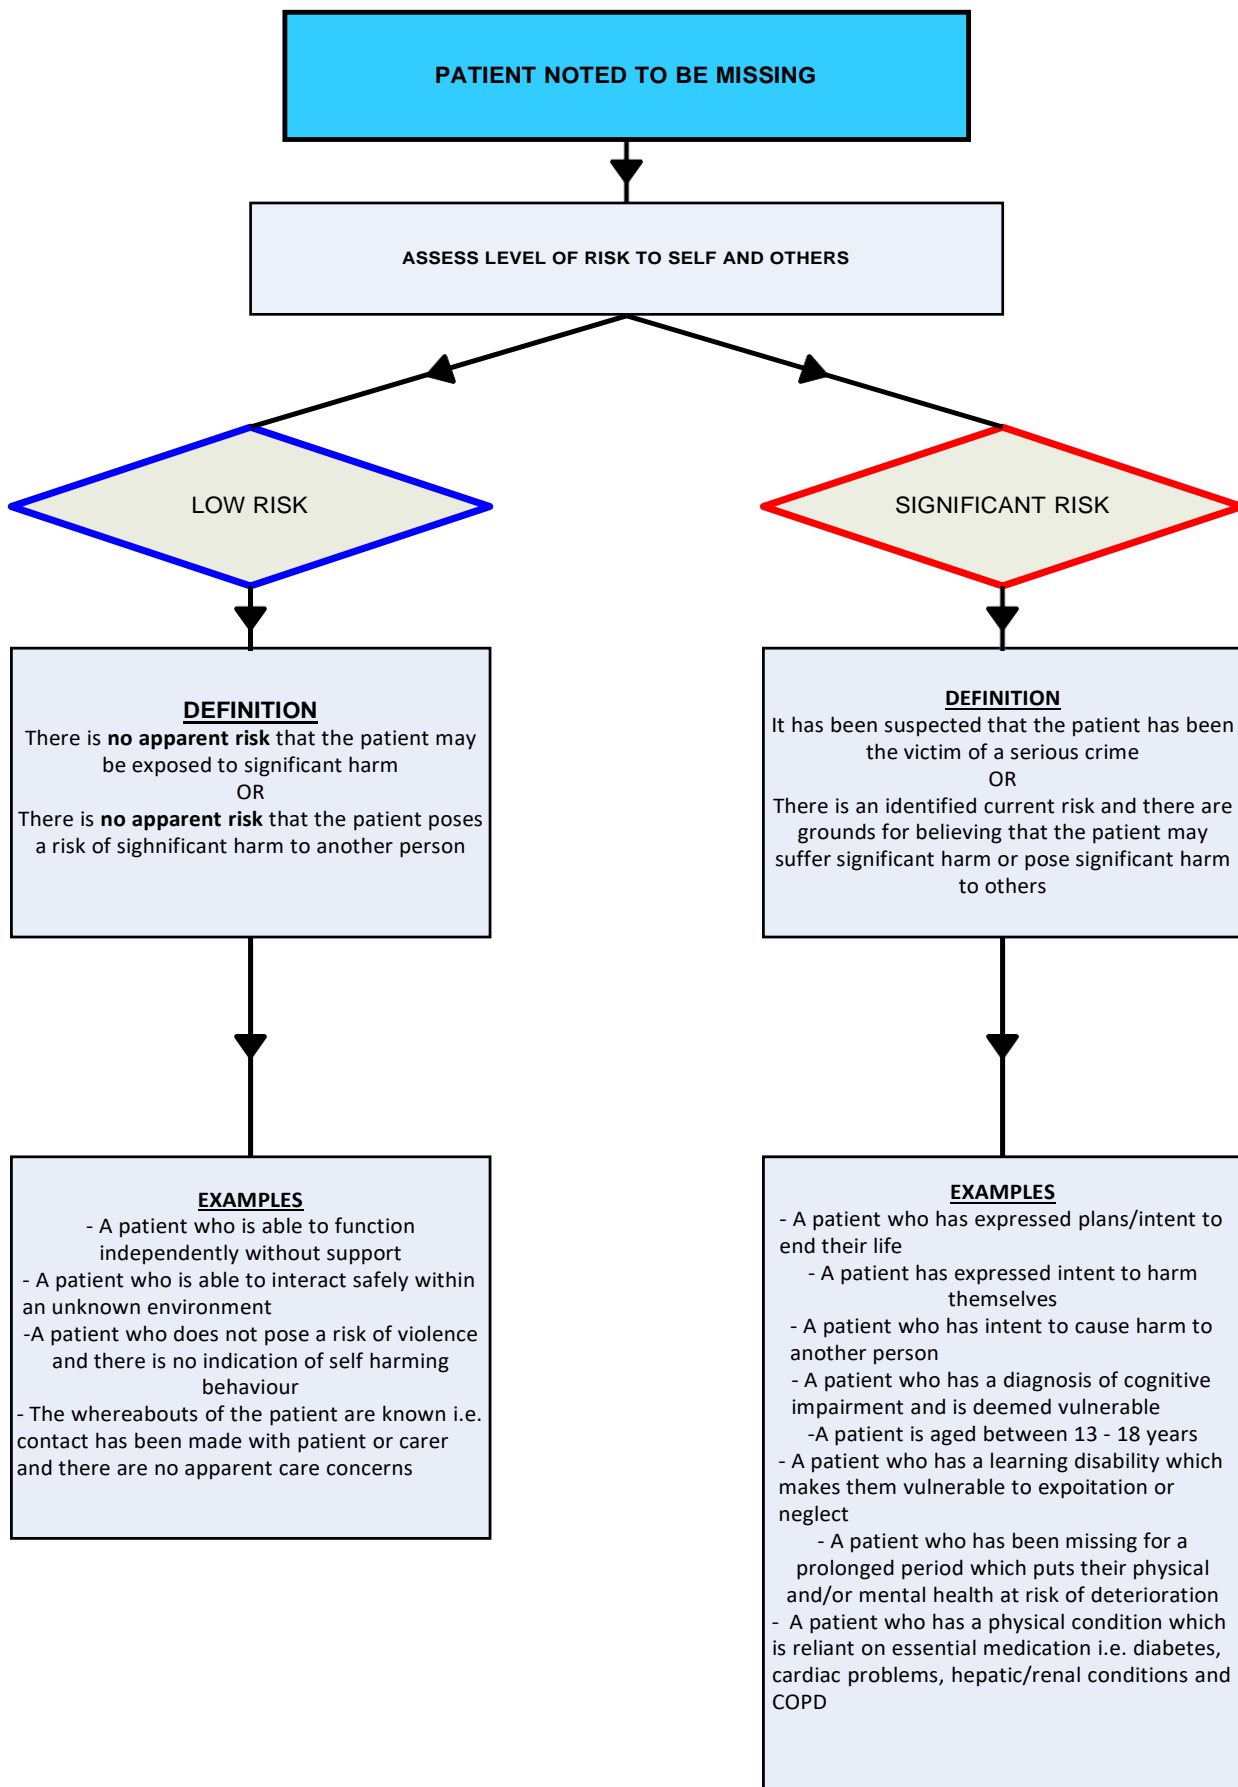 PATIENT NOTED TO BE MISSING
ASSESS LEVEL OF RISK TO SELF AND OTHERS
LOW RISK
SIGNIFICANT RISK
DEFINITION
There is no apparent risk that the patient may
be exposed to significant harm
OR
There is no apparent risk that the patient poses
a risk of sighnificant harm to another person
DEFINITION
It has been suspected that the patient has been
the victim of a serious crime
OR
There is an identified current risk and there are
grounds for believing that the patient may
suffer significant harm or pose significant harm
to others
EXAMPLES
- A patient who is able to function
independently without support
- A patient who is able to interact safely within
an unknown environment
-A patient who does not pose a risk of violence
and there is no indication of self harming
behaviour
- The whereabouts of the patient are known i.e.
contact has been made with patient or carer
and there are no apparent care concerns
EXAMPLES
- A patient who has expressed plans/intent to
end their life
- A patient has expressed intent to harm
themselves
- A patient who has intent to cause harm to
another person
- A patient who has a diagnosis of cognitive
impairment and is deemed vulnerable
-A patient is aged between 13 - 18 years
- A patient who has a learning disability which
makes them vulnerable to expoitation or
neglect
- A patient who has been missing for a
prolonged period which puts their physical
and/or mental health at risk of deterioration
- A patient who has a physical condition which
is reliant on essential medication i.e. diabetes,
cardiac problems, hepatic/renal conditions and
COPD